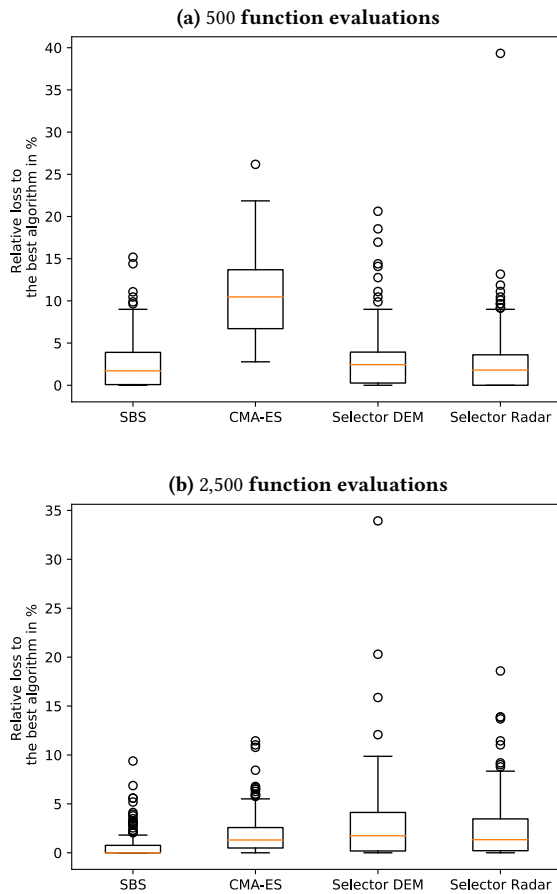 (a) 500 function evaluations
40
35
30
25
20
15
10
5
0
Relative loss to
the best algorithm in %
SBS
CMA-ES
Selector DEM
Selector Radar
(b) 2,500 function evaluations
35
30
25
20
15
10
5
0
Relative loss to
the best algorithm in %
SBS
CMA-ES
Selector DEM
Selector Radar